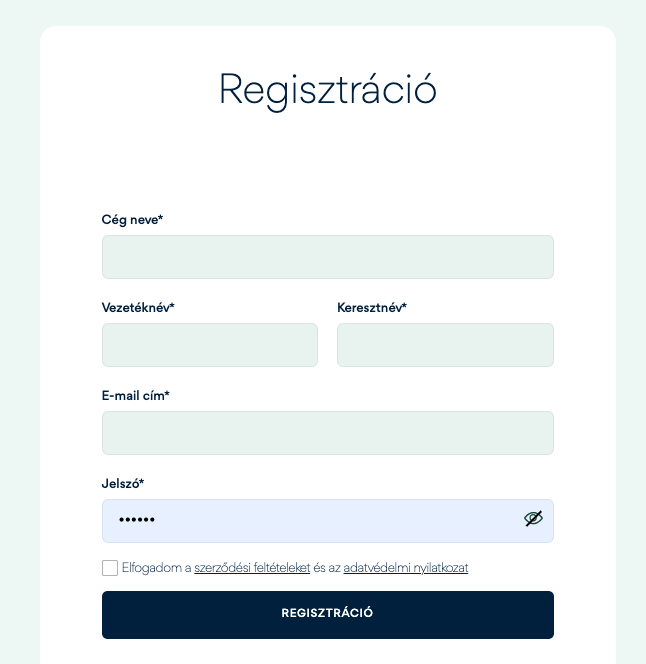 Regisztráció
Cég neve*
Vezetéknév* Keresztnév*
E-mail cím*
Jelszó*
••••••
Elfogadom a szerződési feltételeket és az adatvédelmi nyilatkozat
REGISZTRÁCIÓ